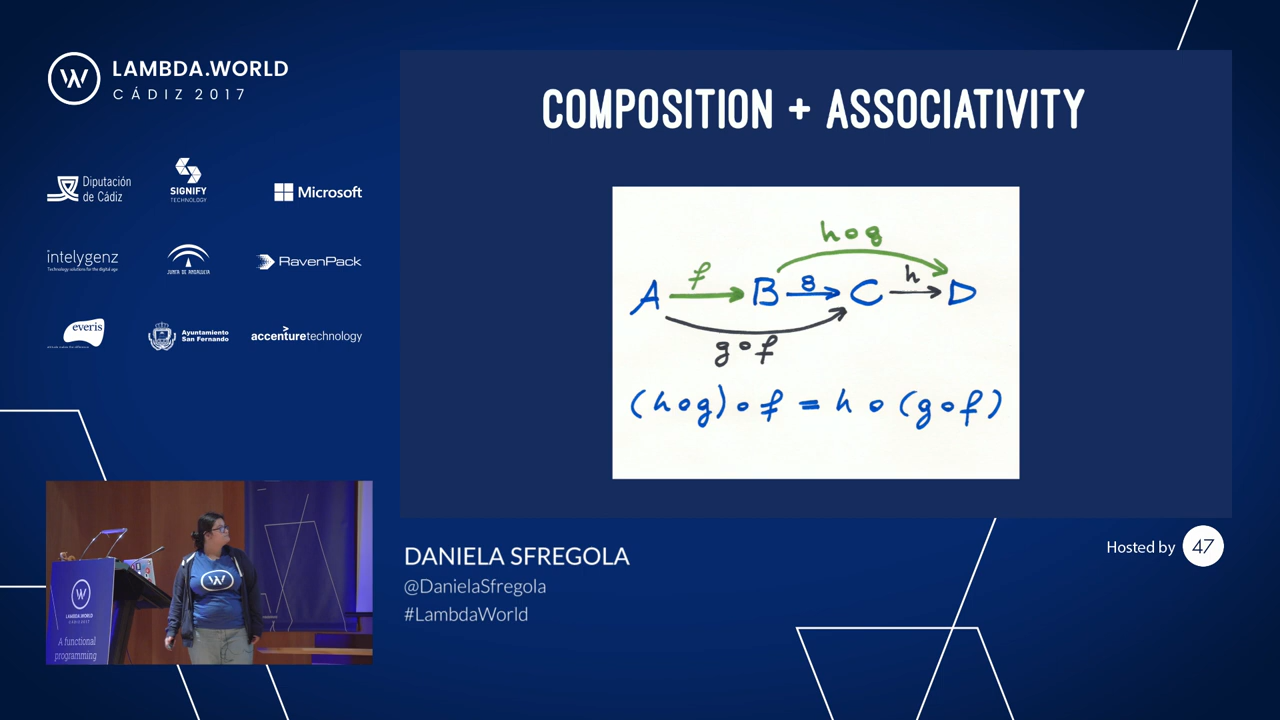 LAMBDA.WORLD
CÁDIZ 2017
Diputación
de Cádiz
SIGNIFY
TECHNOLOGY
Microsoft
intelygenz
Technology solutions for the digital age
JUNTA DE ANDALUCIA
RavenPack
everis
Ayuntamiento
San Fernando
>
accenturetechnology
COMPOSITION + ASSOCIATIVITY
h∘g
f
A
B
g
C
h
D
g∘f
(h∘g)∘f = h∘(g∘f)
LAMBDA.WORLD
A functional
programming
DANIELA SFREGOLA
@DanielaSfregola
#LambdaWorld
Hosted by 47